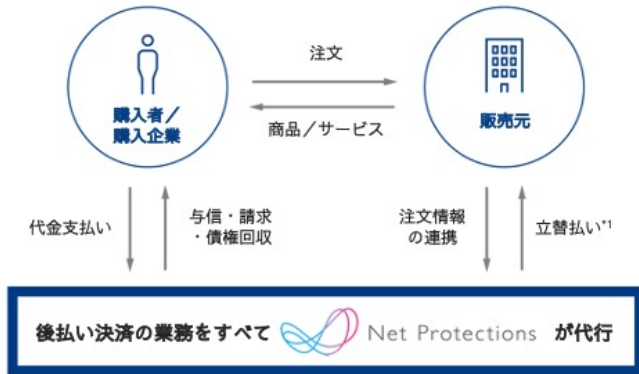 注文
購入者／
購入企業
販売元
商品／サービス
代金支払い
与信・請求
・債権回収
注文情報
の連携
立替払い*1
後払い決済の業務をすべて Net Protections が代行